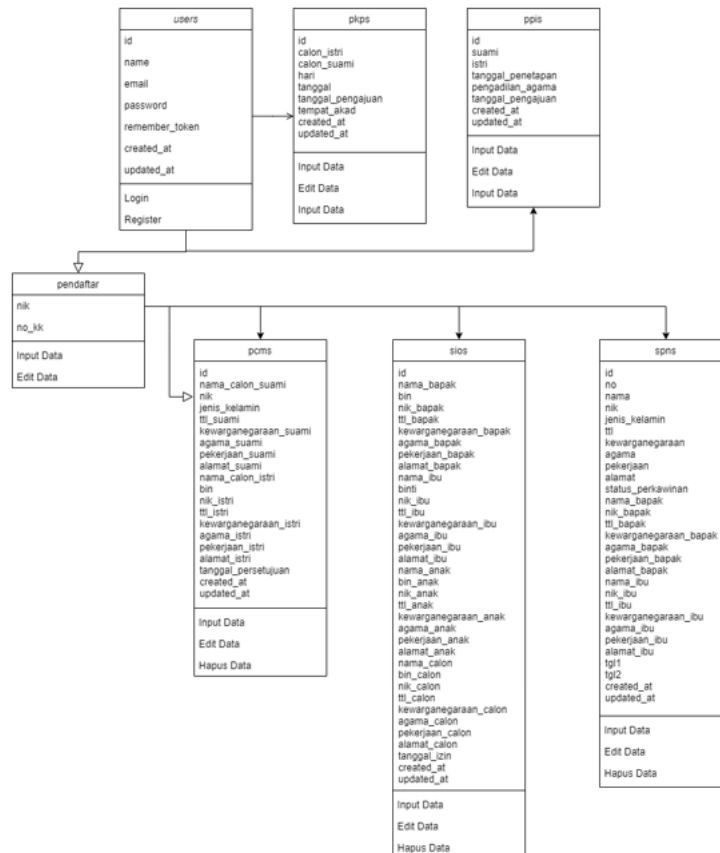 users
id
name
email
password
remember_token
created_at
updated_at
Login
Register
pkps
id
calon_istri
calon_suami
hari
tanggal
tanggal_pengajuan
tempat_akad
created_at
updated_at
Input Data
Edit Data
Input Data
ppis
id
suami
istri
tanggal_penetapan
pengadilan_agama
tanggal_pengajuan
created_at
updated_at
Input Data
Edit Data
Input Data
pendaftar
nik
no_kk
Input Data
Edit Data
pcms
id
nama_calon_suami
nik
jenis_kelamin
ttl_suami
kewarganegaraan_suami
agama_suami
pekerjaan_suami
alamat_suami
nama_calon_istri
bin
nik_istri
ttl_istri
kewarganegaraan_istri
agama_istri
pekerjaan_istri
alamat_istri
tanggal_persetujuan
created_at
updated_at
Input Data
Edit Data
Hapus Data
sios
id
nama_bapak
bin
nik_bapak
ttl_bapak
kewarganegaraan_bapak
agama_bapak
pekerjaan_bapak
alamat_bapak
nama_ibu
binti
nik_ibu
ttl_ibu
kewarganegaraan_ibu
agama_ibu
pekerjaan_ibu
alamat_ibu
nama_anak
bin_anak
nik_anak
ttl_anak
kewarganegaraan_anak
agama_anak
pekerjaan_anak
alamat_anak
nama_calon
bin_calon
nik_calon
ttl_calon
kewarganegaraan_calon
agama_calon
pekerjaan_calon
alamat_calon
tanggal_izin
created_at
updated_at
Input Data
Edit Data
Hapus Data
spns
id
no
nama
nik
jenis_kelamin
ttl
kewarganegaraan
agama
pekerjaan
alamat
status_perkawinan
nama_bapak
nik_bapak
ttl_bapak
kewarganegaraan_bapak
agama_bapak
pekerjaan_bapak
alamat_bapak
nama_ibu
nik_ibu
ttl_ibu
kewarganegaraan_ibu
agama_ibu
pekerjaan_ibu
alamat_ibu
tgl1
tgl2
created_at
updated_at
Input Data
Edit Data
Hapus Data